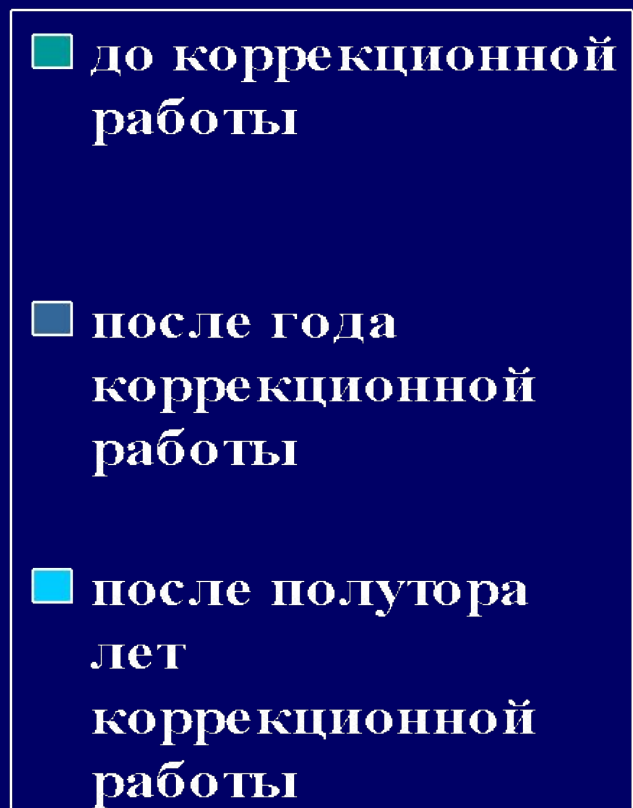 до коррекционной
работы
после года
коррекционной
работы
после полутора
лет
коррекционной
работы